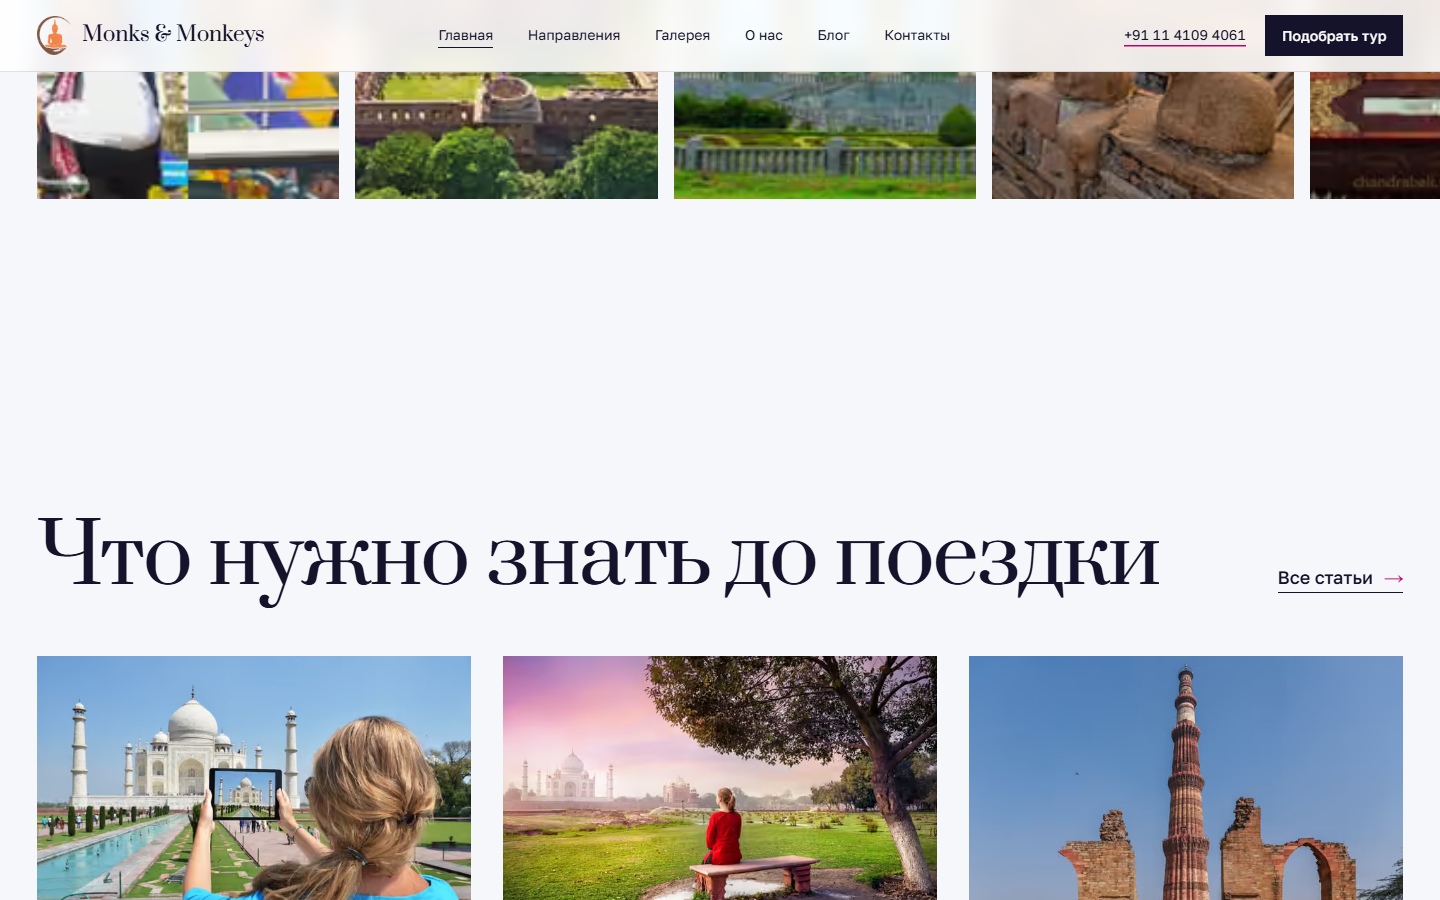 Monks & Monkeys
Главная
Направления
Галерея
О нас
Блог
Контакты
+91 11 4109 4061
Подобрать тур
Что нужно знать до поездки
Все статьи →